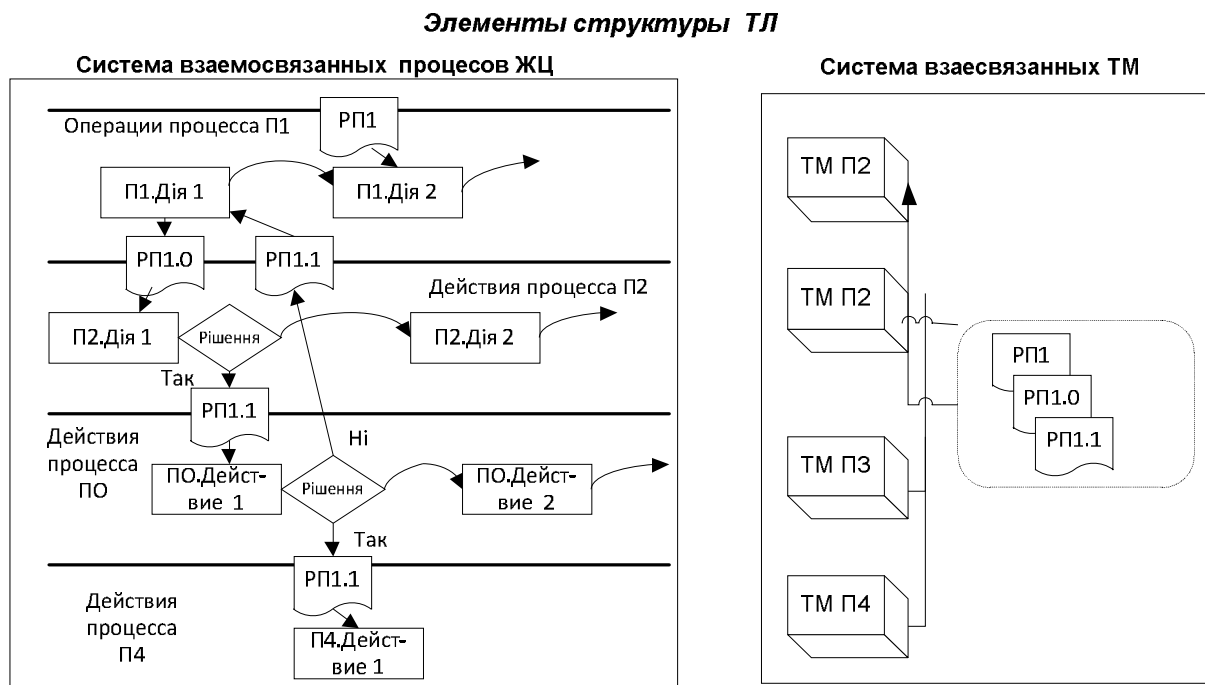 Элементы структуры ТЛ
Система взаемосвязанных процесов ЖЦ
Операции процесса П1
РП1
П1.Дія 1
П1.Дія 2
РП1.0
РП1.1
Действия процесса П2
П2.Дія 1
Рішення
П2.Дія 2
Так
РП1.1
Действия
процесса
ПО
Ні
ПО.Дейст-
вие 1
Рішення
ПО.Дейст-
вие 2
Так
РП1.1
Действия
процесса
П4
П4.Дейст-
вие 1
Система взаесвязанных ТМ
ТМ П2
ТМ П2
РП1
РП1.0
РП1.1
ТМ П3
ТМ П4